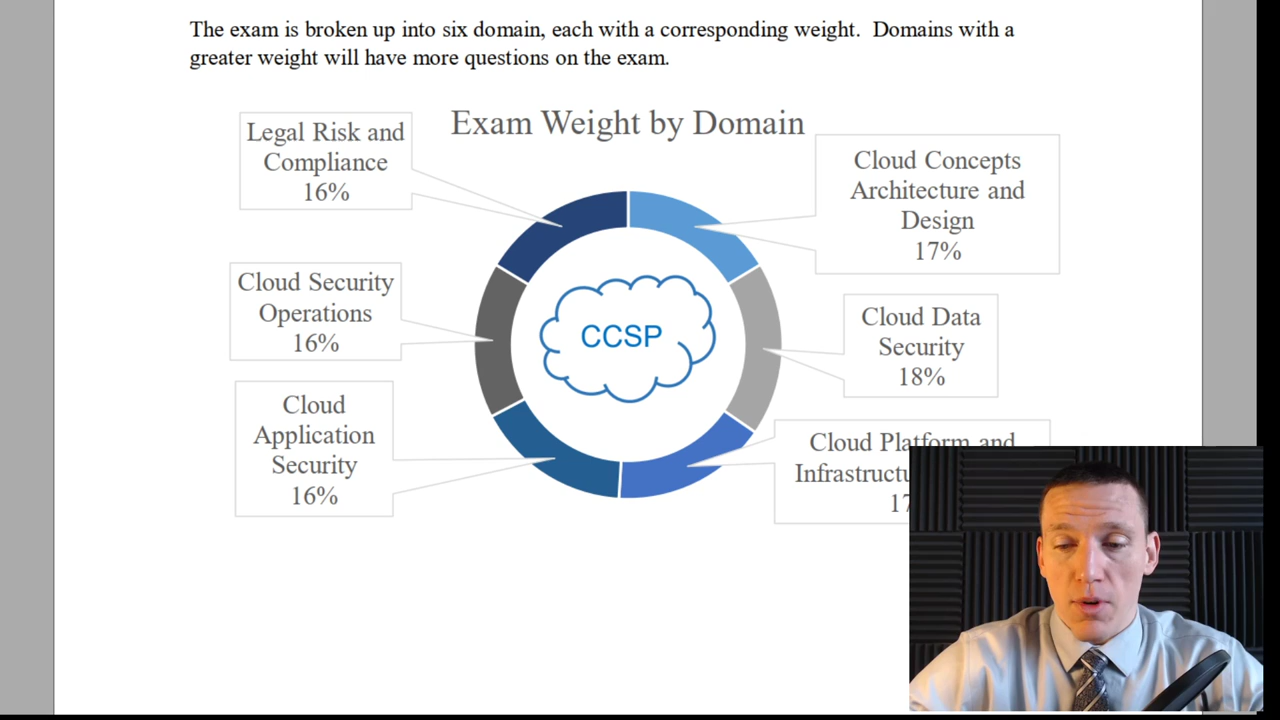 The exam is broken up into six domain, each with a corresponding weight.  Domains with a
greater weight will have more questions on the exam.
Exam Weight by Domain
Legal Risk and
Compliance
16%
Cloud Concepts
Architecture and
Design
17%
Cloud Security
Operations
16%
CCSP
Cloud Data
Security
18%
Cloud
Application
Security
16%
Cloud Platform and